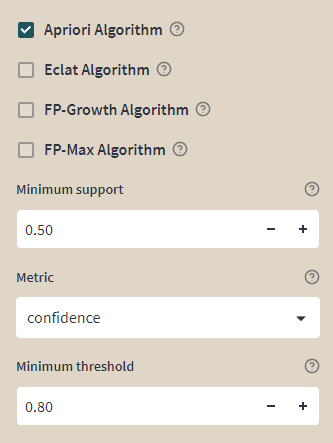 Apriori Algorithm
Eclat Algorithm
FP-Growth Algorithm
FP-Max Algorithm
Minimum support
0.50
Metric
confidence
Minimum threshold
0.80